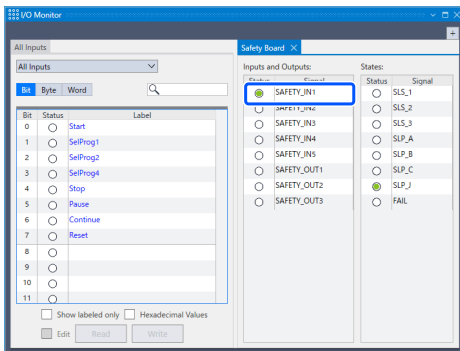 I/O Monitor
All Inputs
Safety Board
All Inputs
Bit Byte Word
Bit Status Label
0 Start
1 SelProg1
2 SelProg2
3 SelProg4
4 Stop
5 Pause
6 Continue
7 Reset
8
9
10
11
Show labeled only Hexadecimal Values
Edit Read Write
Inputs and Outputs:
Status Signal
SAFETY_IN1
SAFETY_IN2
SAFETY_IN3
SAFETY_IN4
SAFETY_IN5
SAFETY_OUT1
SAFETY_OUT2
SAFETY_OUT3
States:
Status Signal
SLS_1
SLS_2
SLS_3
SLP_A
SLP_B
SLP_C
SLP_J
FAIL